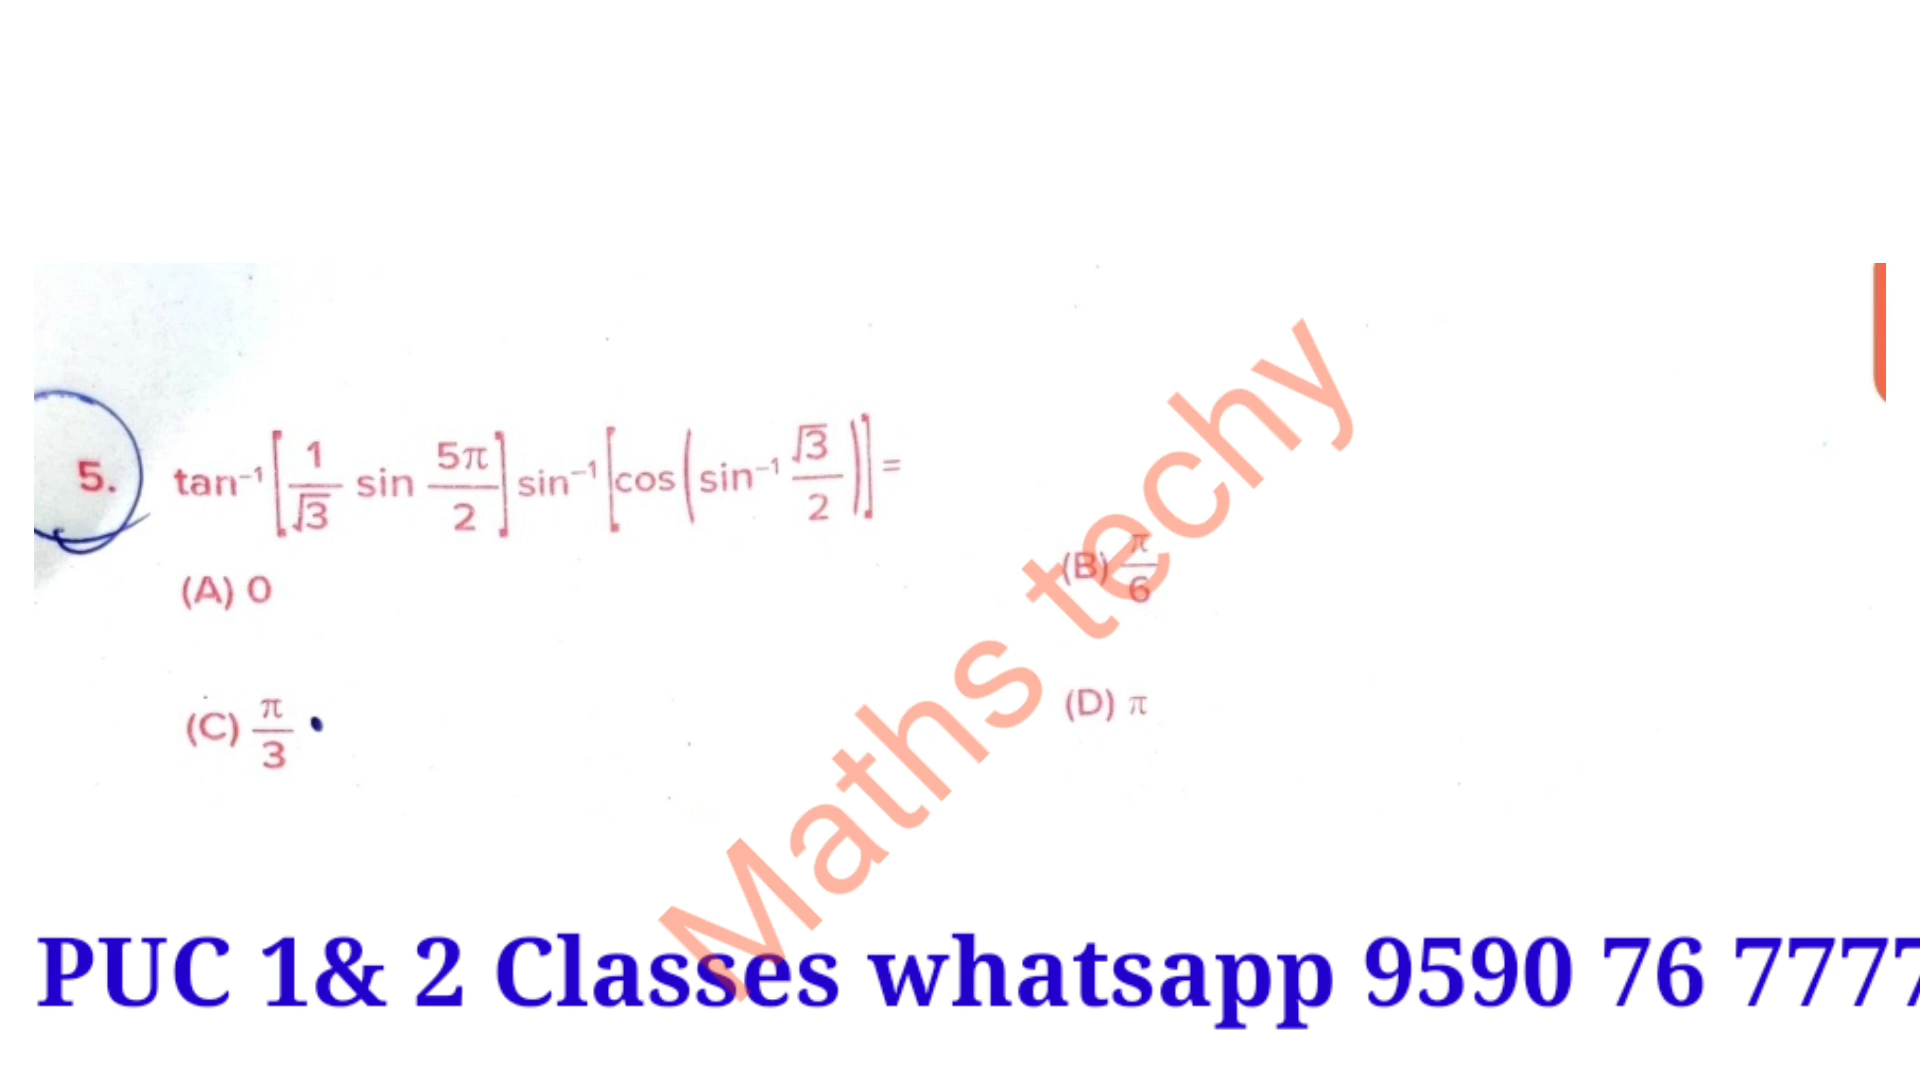 5. tan⁻¹[1/√3 sin 5π/2] sin⁻¹[cos(sin⁻¹ √3/2)]=
(A) 0
(B) π/6
(C) π/3
(D) π
Maths techy
PUC 1& 2 Classes whatsapp 9590 76 7777